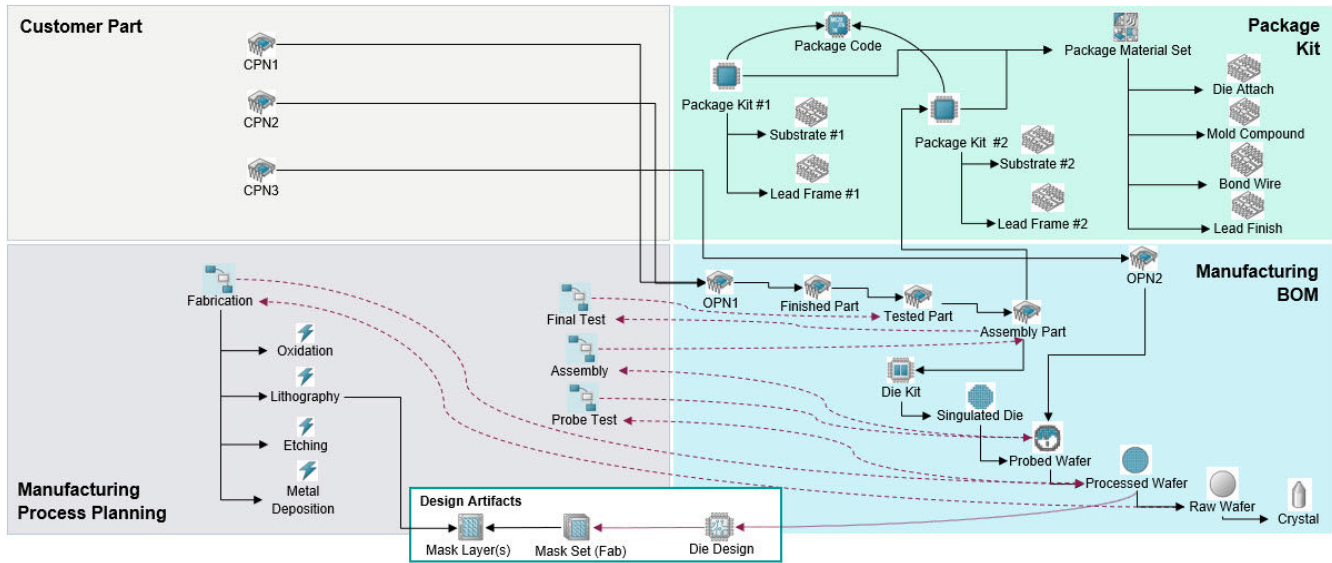 Customer Part
CPN1
CPN2
CPN3
Package
Kit
Package Code
Package Material Set
Package Kit #1
Substrate #1
Lead Frame #1
Package Kit #2
Substrate #2
Lead Frame #2
Die Attach
Mold Compound
Bond Wire
Lead Finish
Manufacturing
Process Planning
Fabrication
Oxidation
Lithography
Etching
Metal
Deposition
Final Test
Assembly
Probe Test
Manufacturing
BOM
OPN1
Finished Part
Tested Part
Assembly Part
OPN2
Die Kit
Singulated Die
Probed Wafer
Processed Wafer
Raw Wafer
Crystal
Design Artifacts
Mask Layer(s)
Mask Set (Fab)
Die Design